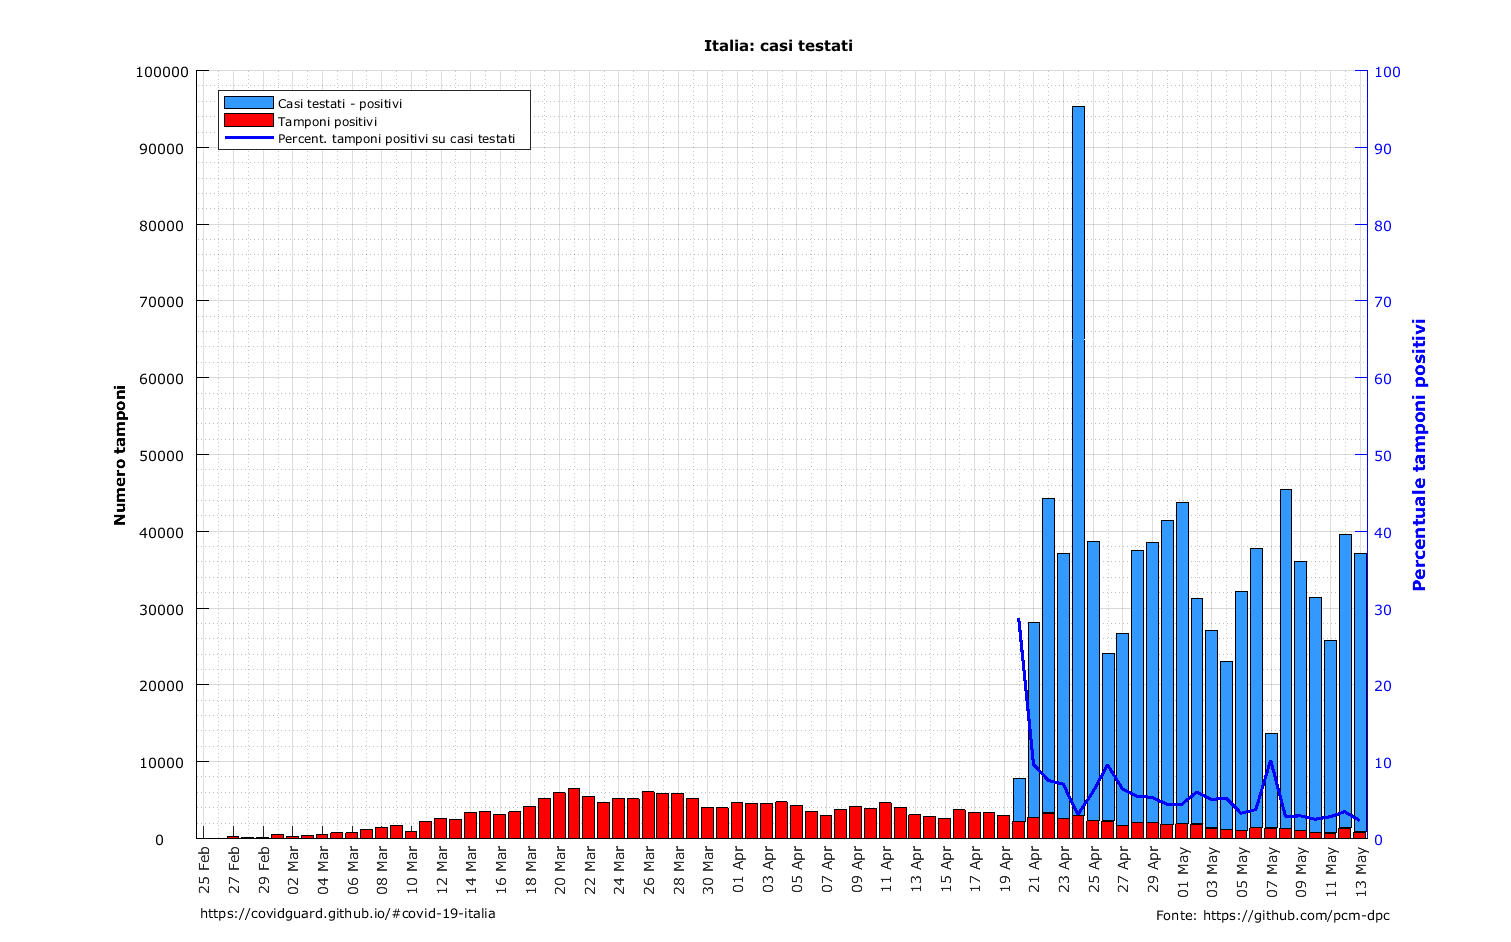 Italia: casi testati
Casi testati - positivi
Tamponi positivi
Percent. tamponi positivi su casi testati
Numero tamponi
100000
90000
80000
70000
60000
50000
40000
30000
20000
10000
0
100
90
80
70
60
50
40
30
20
10
0
Percentuale tamponi positivi
25 Feb
27 Feb
29 Feb
02 Mar
04 Mar
06 Mar
08 Mar
10 Mar
12 Mar
14 Mar
16 Mar
18 Mar
20 Mar
22 Mar
24 Mar
26 Mar
28 Mar
30 Mar
01 Apr
03 Apr
05 Apr
07 Apr
09 Apr
11 Apr
13 Apr
15 Apr
17 Apr
19 Apr
21 Apr
23 Apr
25 Apr
27 Apr
29 Apr
01 May
03 May
05 May
07 May
09 May
11 May
13 May
https://covidguard.github.io/#covid-19-italia
Fonte: https://github.com/pcm-dpc